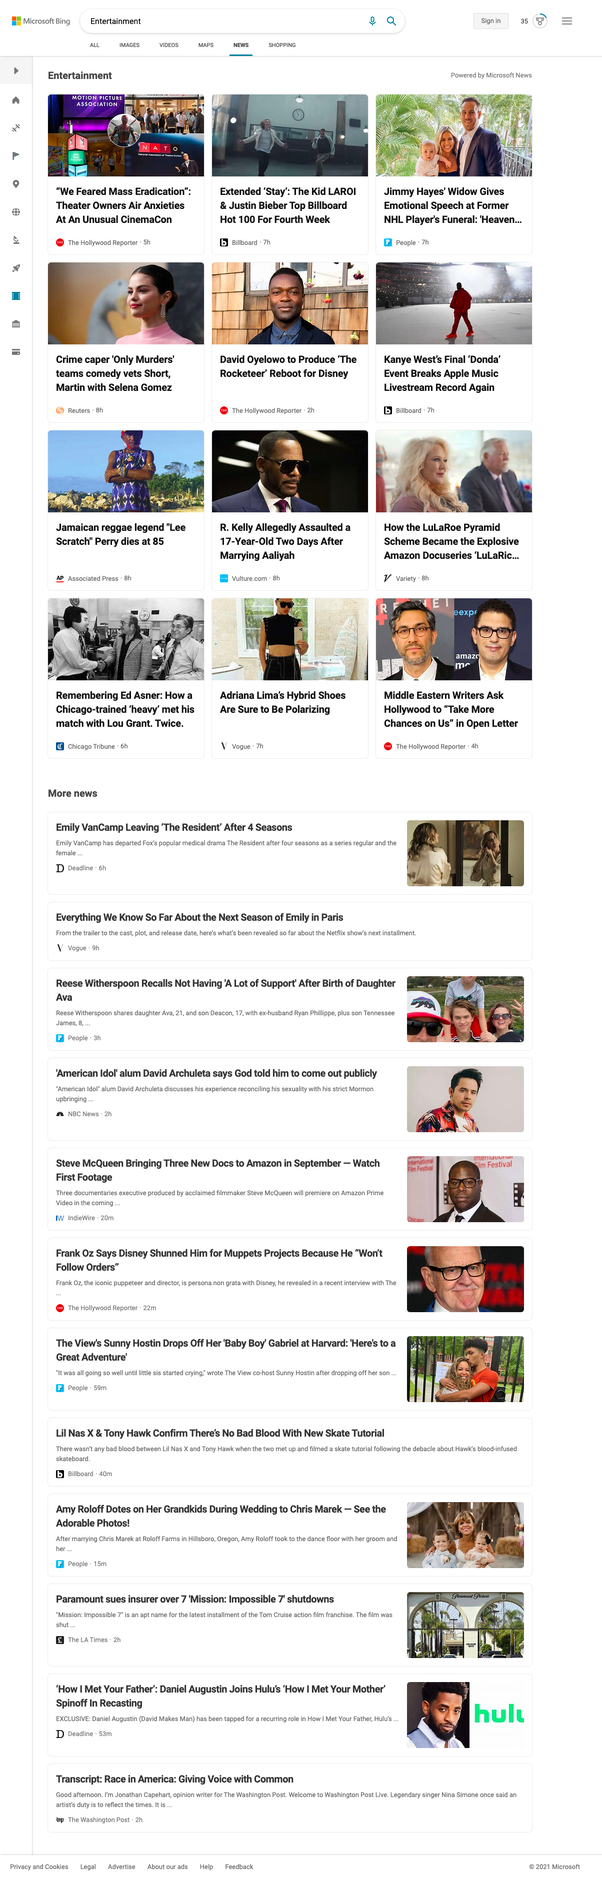 Microsoft Bing
Entertainment
Sign in
35
ALL IMAGES VIDEOS MAPS NEWS SHOPPING
Entertainment
Powered by Microsoft News
MOTION PICTURE
ASSOCIATION
NATO
“We Feared Mass Eradication”:
Theater Owners Air Anxieties
At An Unusual CinemaCon
The Hollywood Reporter · 5h
Extended ‘Stay’: The Kid LAROI
& Justin Bieber Top Billboard
Hot 100 For Fourth Week
Billboard · 7h
Jimmy Hayes' Widow Gives
Emotional Speech at Former
NHL Player's Funeral: 'Heaven...
People · 7h
Crime caper 'Only Murders'
teams comedy vets Short,
Martin with Selena Gomez
Reuters · 8h
David Oyelowo to Produce ‘The
Rocketeer’ Reboot for Disney
The Hollywood Reporter · 2h
Kanye West’s Final ‘Donda’
Event Breaks Apple Music
Livestream Record Again
Billboard · 7h
Jamaican reggae legend "Lee
Scratch" Perry dies at 85
AP Associated Press · 8h
R. Kelly Allegedly Assaulted a
17-Year-Old Two Days After
Marrying Aaliyah
Vulture.com · 8h
How the LuLaRoe Pyramid
Scheme Became the Explosive
Amazon Docuseries ‘LuLaRic...
Variety · 8h
Remembering Ed Asner: How a
Chicago-trained ‘heavy’ met his
match with Lou Grant. Twice.
Chicago Tribune · 6h
Adriana Lima’s Hybrid Shoes
Are Sure to Be Polarizing
Vogue · 7h
amazon
Middle Eastern Writers Ask
Hollywood to “Take More
Chances on Us” in Open Letter
The Hollywood Reporter · 4h
More news
Emily VanCamp Leaving ‘The Resident’ After 4 Seasons
Emily VanCamp has departed Fox's popular medical drama The Resident after four seasons as a series regular and the
female ...
Deadline · 6h
Everything We Know So Far About the Next Season of Emily in Paris
From the trailer to the cast, plot, and release date, here’s what’s been revealed so far about the Netflix show’s next installment.
Vogue · 9h
Reese Witherspoon Recalls Not Having 'A Lot of Support' After Birth of Daughter
Ava
Reese Witherspoon shares daughter Ava, 21, and son Deacon, 17, with ex-husband Ryan Phillippe, plus son Tennessee
James, 8, ...
People · 3h
'American Idol' alum David Archuleta says God told him to come out publicly
"American Idol" alum David Archuleta discusses his experience reconciling his sexuality with his strict Mormon
upbringing ...
NBC News · 2h
Steve McQueen Bringing Three New Docs to Amazon in September — Watch
First Footage
Three documentaries executive produced by acclaimed filmmaker Steve McQueen will premiere on Amazon Prime
Video in the coming ...
IndieWire · 20m
International
Film Festival
Frank Oz Says Disney Shunned Him for Muppets Projects Because He “Won’t
Follow Orders”
Frank Oz, the iconic puppeteer and director, is persona non grata with Disney, he revealed in a recent interview with The
...
The Hollywood Reporter · 22m
The View's Sunny Hostin Drops Off Her 'Baby Boy' Gabriel at Harvard: 'Here's to a
Great Adventure'
"It was all going so well until little sis started crying," wrote The View co-host Sunny Hostin after dropping off her son ...
People · 59m
Lil Nas X & Tony Hawk Confirm There’s No Bad Blood With New Skate Tutorial
There wasn’t any bad blood between Lil Nas X and Tony Hawk when the two met up and filmed a skate tutorial following the debacle about Hawk’s blood-infused
skateboard.
Billboard · 40m
Amy Roloff Dotes on Her Grandkids During Wedding to Chris Marek — See the
Adorable Photos!
After marrying Chris Marek at Roloff Farms in Hillsboro, Oregon, Amy Roloff took to the dance floor with her groom and
her ...
People · 15m
Paramount sues insurer over 7 'Mission: Impossible 7' shutdowns
"Mission: Impossible 7" is an apt name for the latest installment of the Tom Cruise action film franchise. The film was
shut ...
The LA Times · 2h
Paramount Pictures
‘How I Met Your Father’: Daniel Augustin Joins Hulu’s ‘How I Met Your Mother’
Spinoff In Recasting
EXCLUSIVE: Daniel Augustin (David Makes Man) has been tapped for a recurring role in How I Met Your Father, Hulu’s ...
Deadline · 53m
hulu
Transcript: Race in America: Giving Voice with Common
Good afternoon. I’m Jonathan Capehart, opinion writer for The Washington Post. Welcome to Washington Post Live. Legendary singer Nina Simone once said an
artist’s duty is to reflect the times. It is ...
The Washington Post · 2h
Privacy and Cookies Legal Advertise About our ads Help Feedback
© 2021 Microsoft